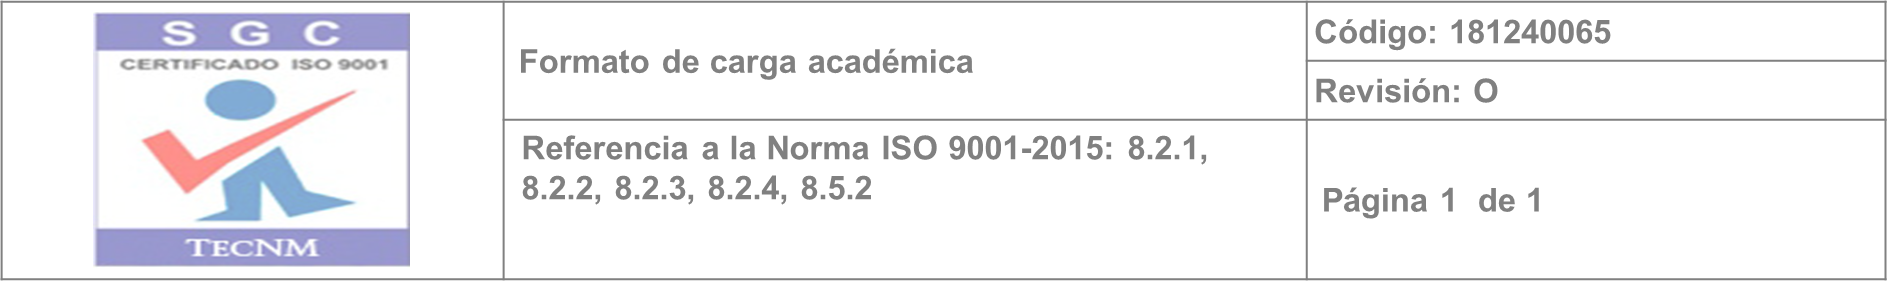 S G C
CERTIFICADO ISO 9001
TECNM
Formato de carga académica
Código: 181240065
Revisión: O
Referencia a la Norma ISO 9001-2015: 8.2.1,
8.2.2, 8.2.3, 8.2.4, 8.5.2
Página 1 de 1